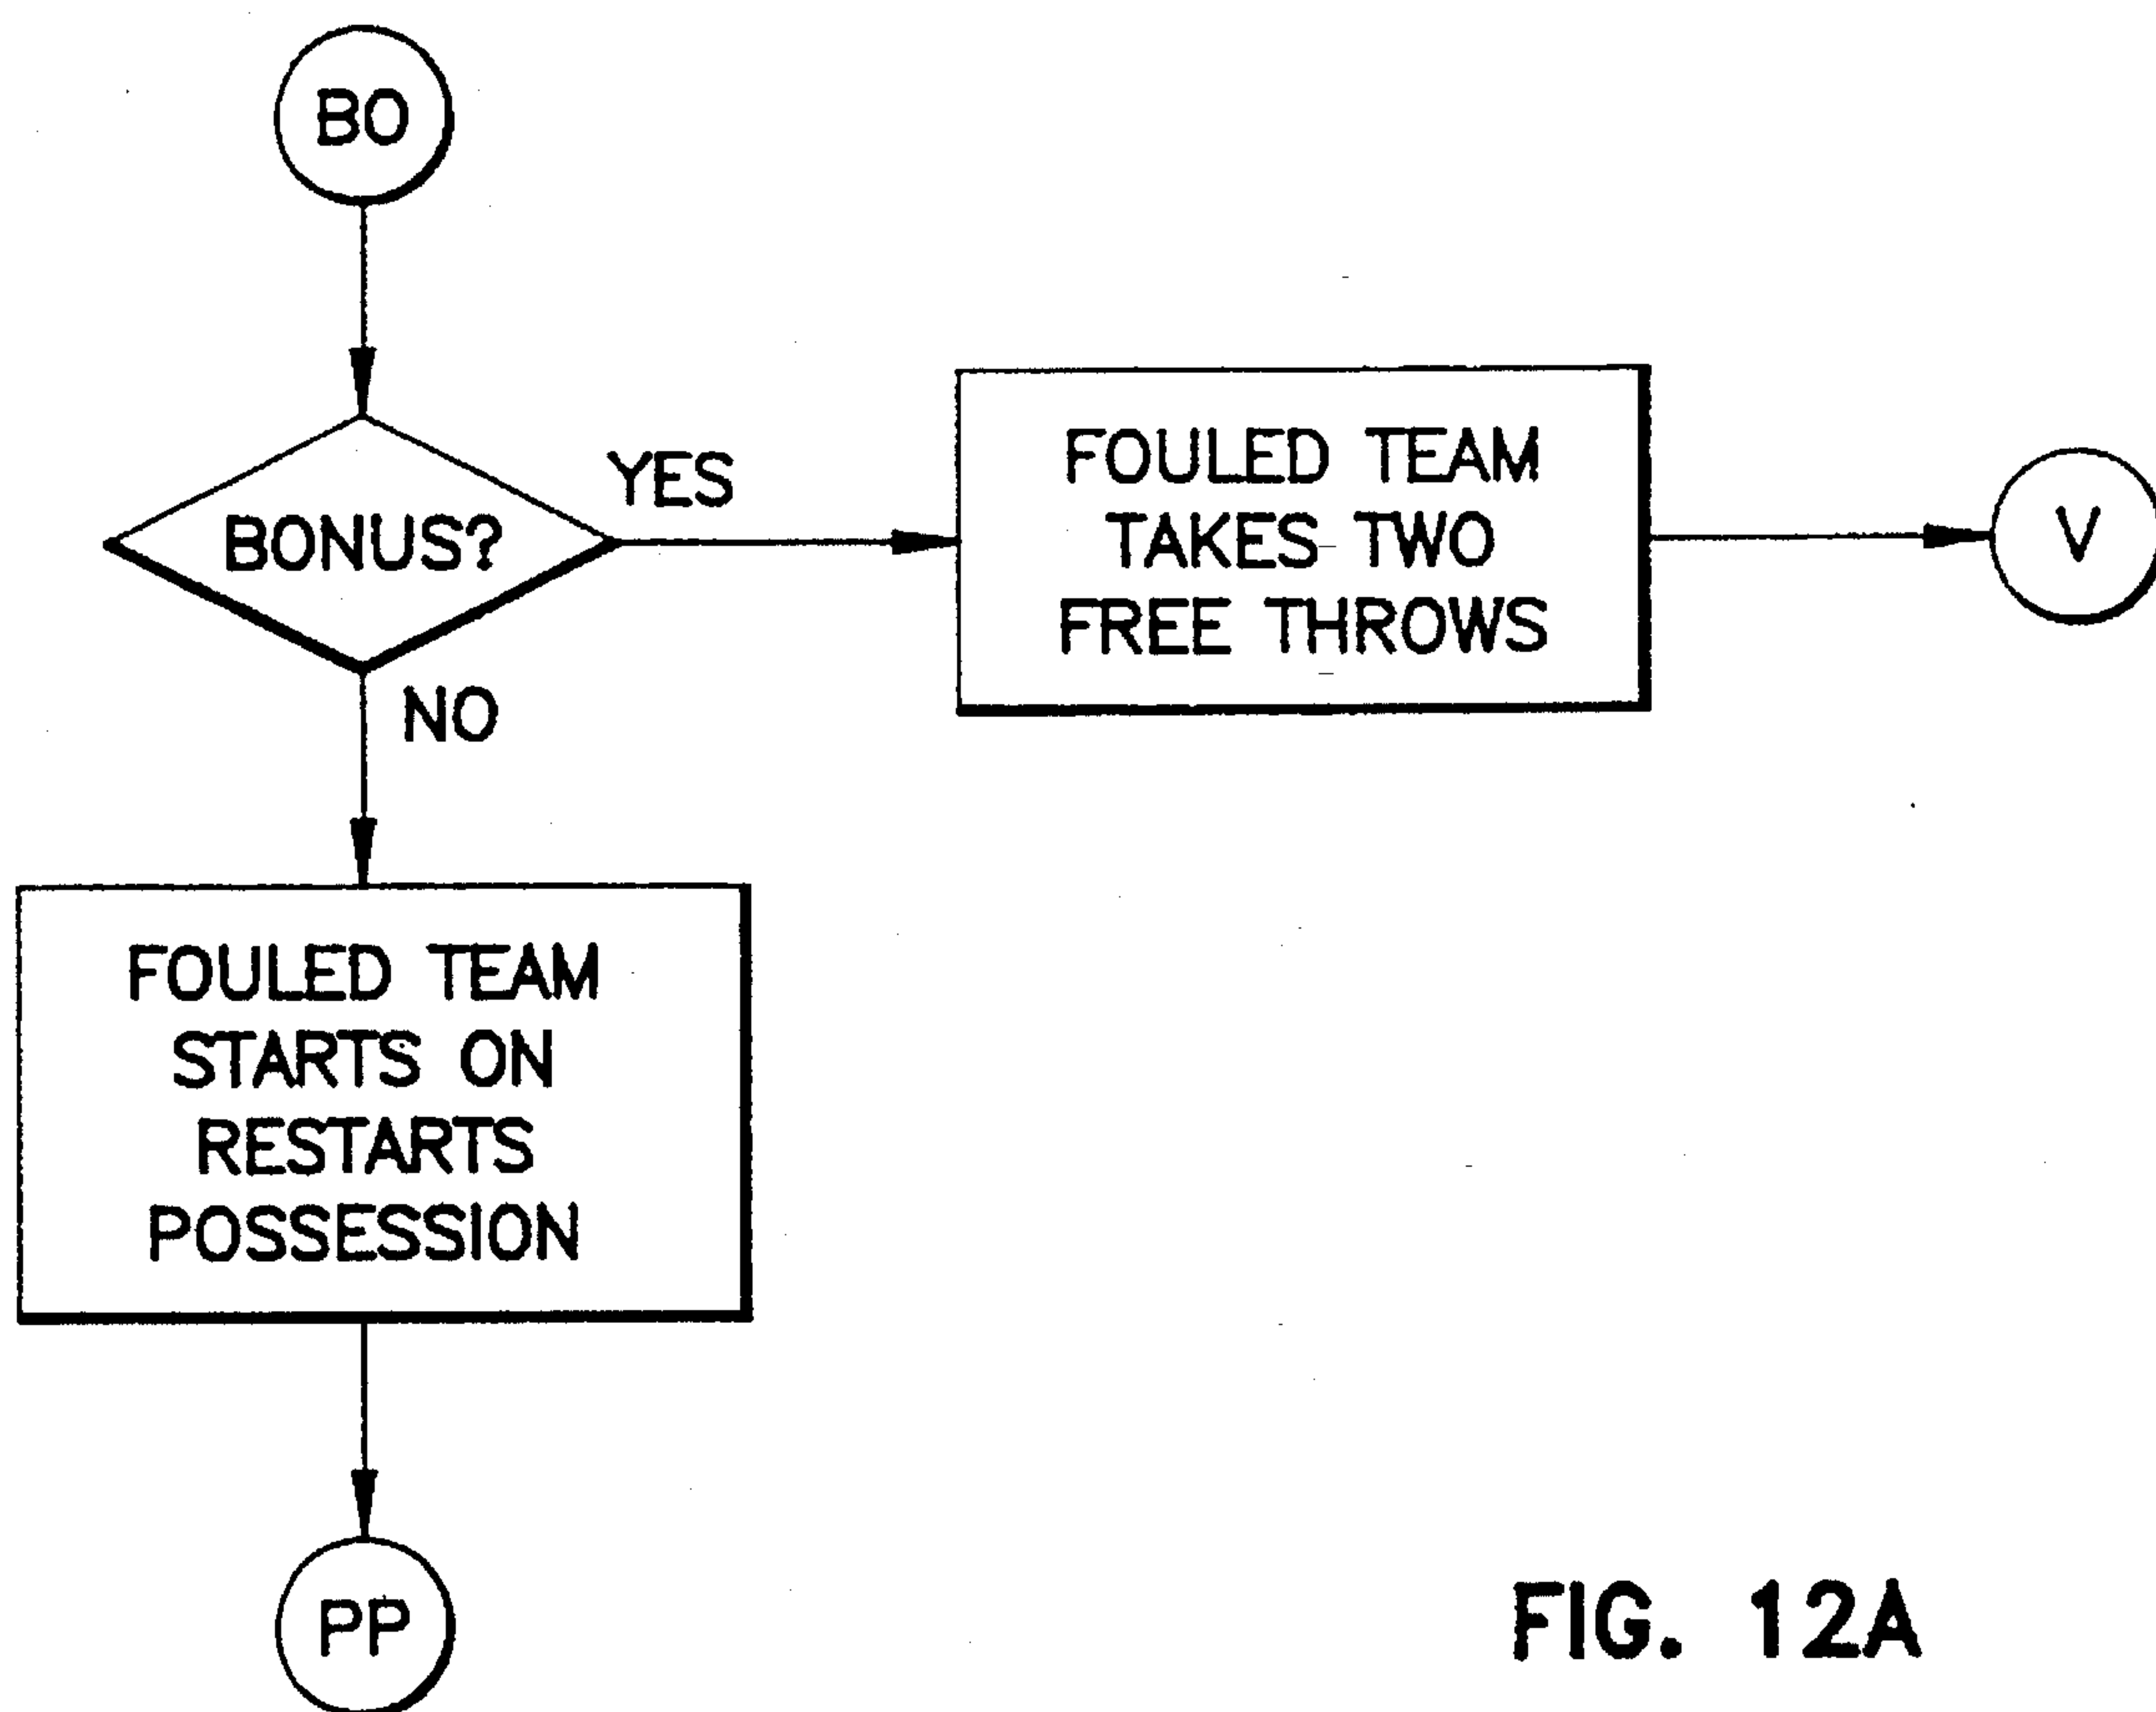 BO
BONUS?
YES
FOULED TEAM
TAKES TWO
FREE THROWS
V
NO
FOULED TEAM
STARTS ON
RESTARTS
POSSESSION
PP
FIG. 12A